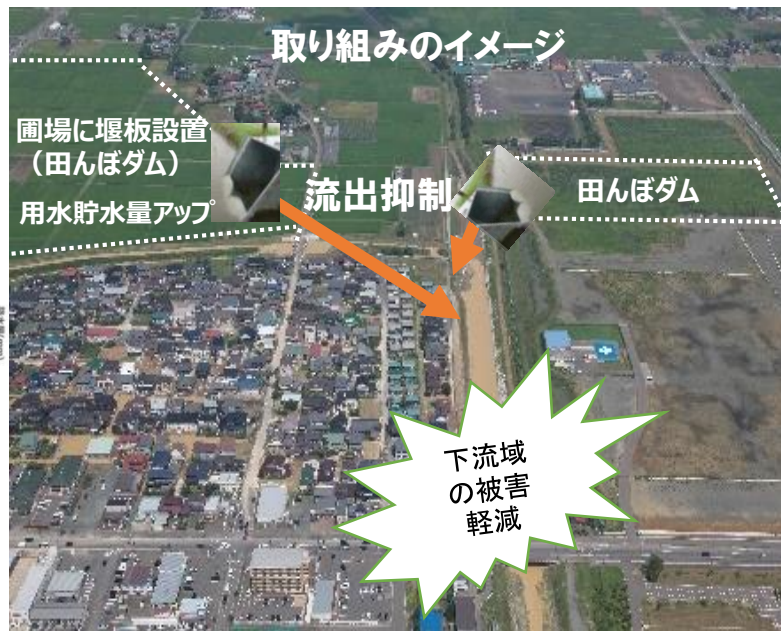 取り組みのイメージ
圃場に堰板設置
（田んぼダム）
用水貯水量アップ
流出抑制
田んぼダム
下流域
の被害
軽減